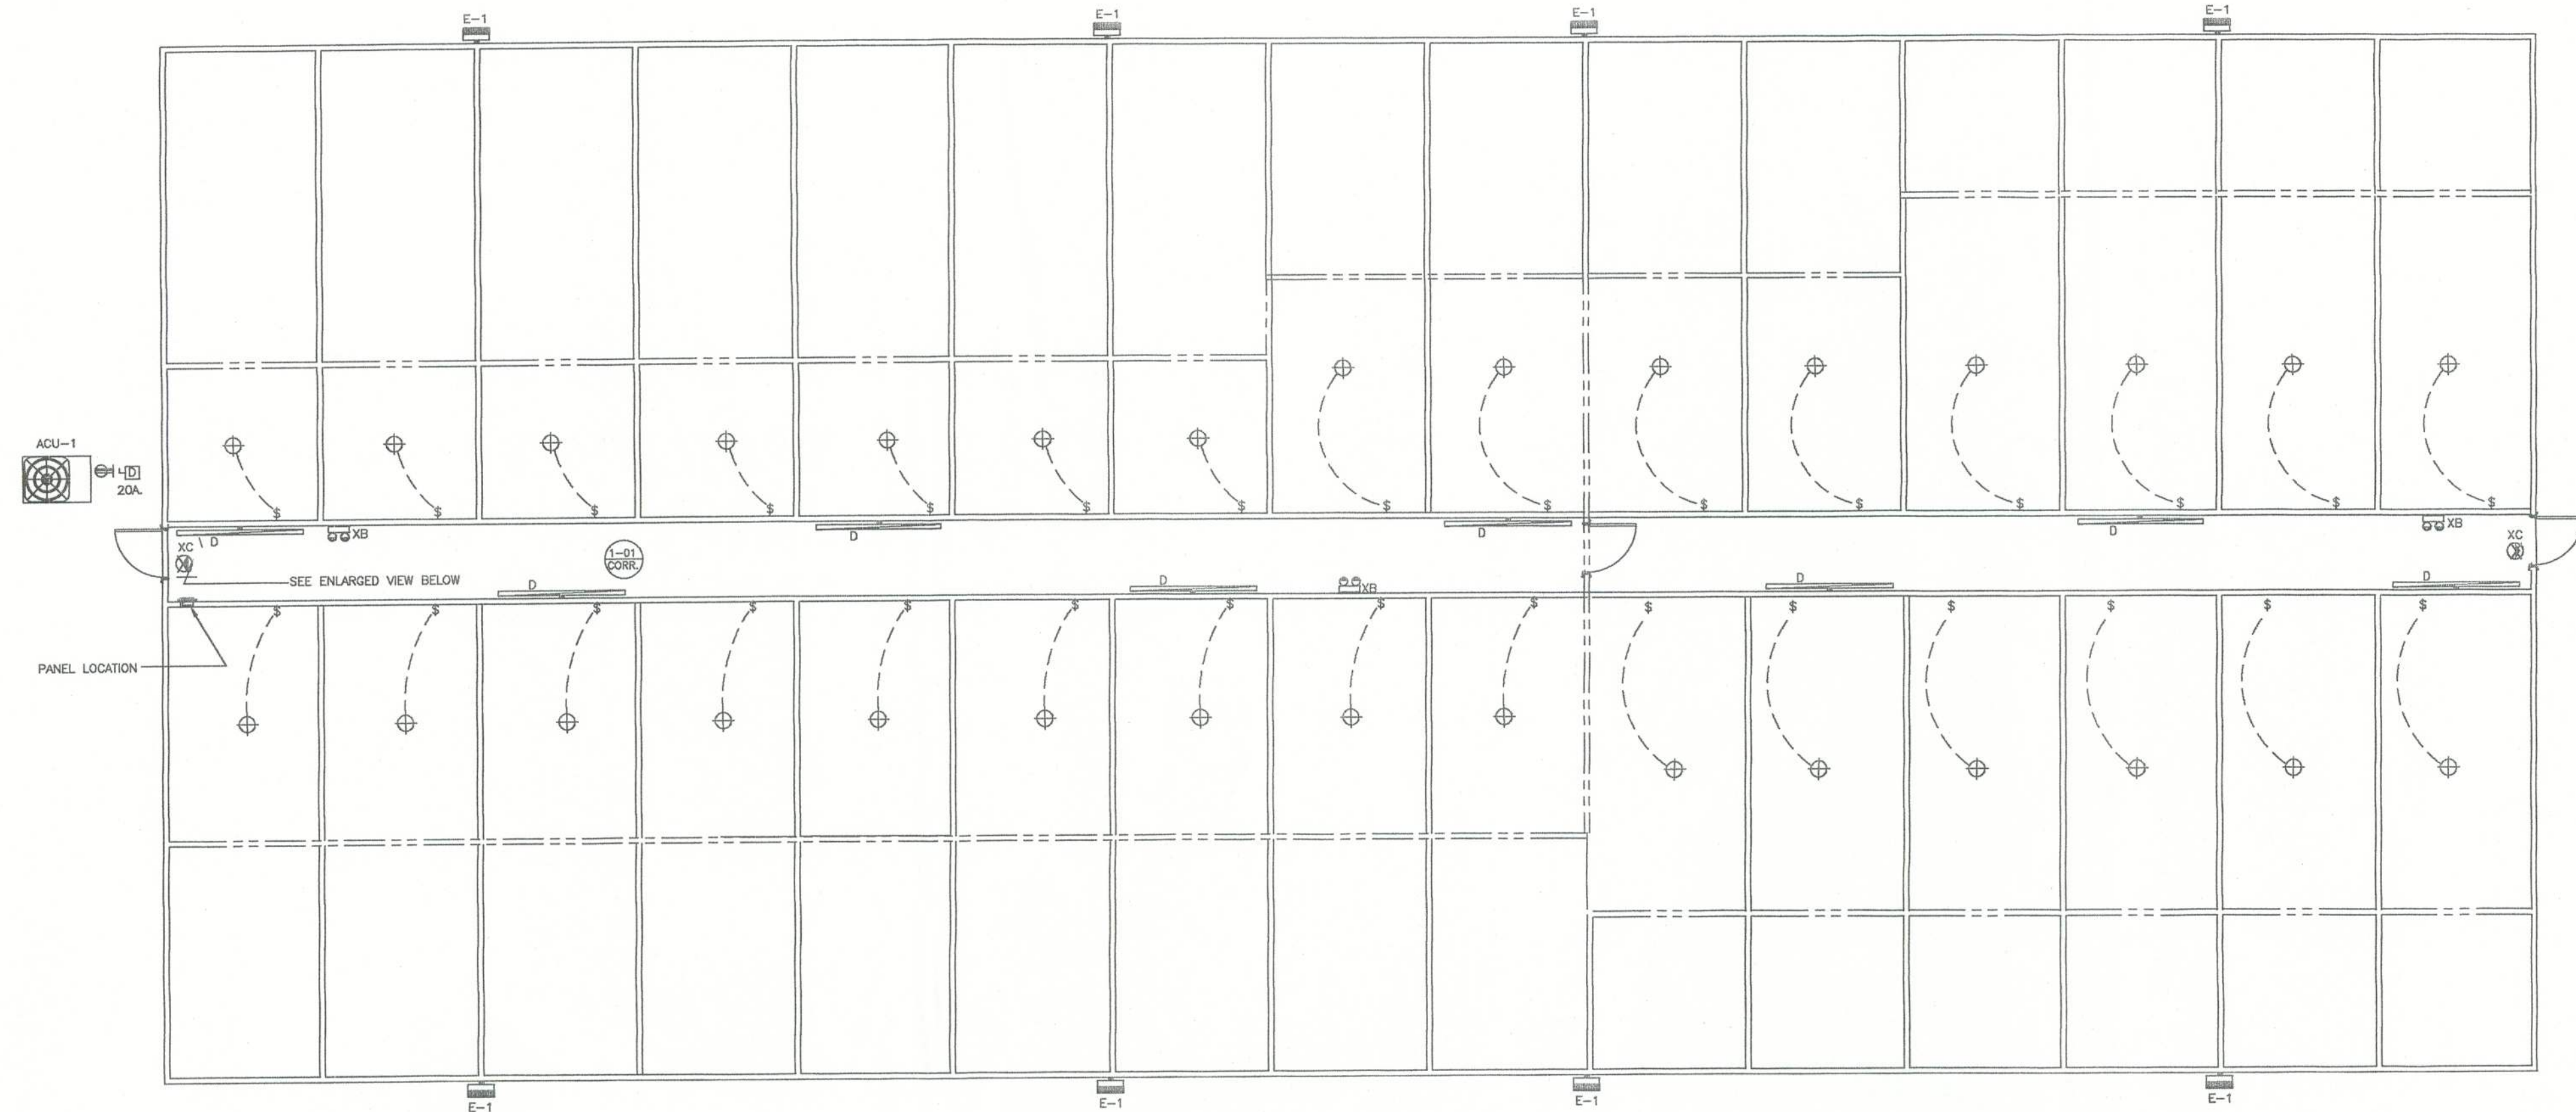 E-1
E-1
E-1
E-1
ACU-1
D
20A.
$ $ $ $ $ $ $ $ $ $ $ $ $ $ $
XC
D
XB
D
D
D
XB
XC
1-01
CORR.
SEE ENLARGED VIEW BELOW
D
D
XB
D
D
$ $ $ $ $ $ $ $ $ $ $ $ $ $ $
PANEL LOCATION
E-1
E-1
E-1
E-1